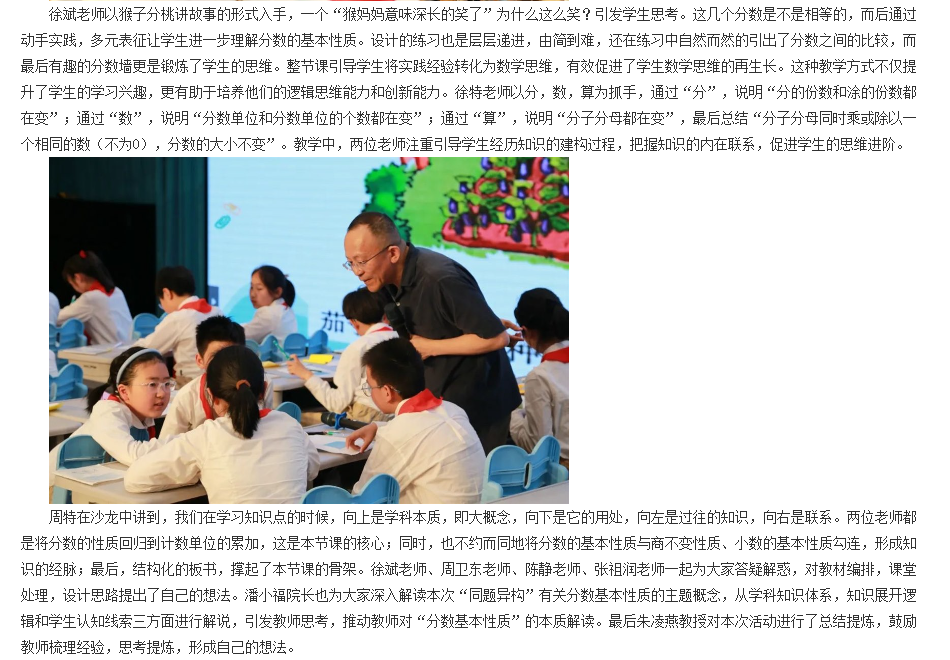 徐斌老师以猴子分桃讲故事的形式入手，一个“猴妈妈意味深长的笑了”为什么这么笑？引发学生思考。这几个分数是不是相等的，而后通过
动手实践，多元表征让学生进一步理解分数的基本性质。设计的练习也是层层递进，由简到难，还在练习中自然而然的引出了分数之间的比较，而
最后有趣的分数墙更是锻炼了学生的思维。整节课引导学生将实践经验转化为数学思维，有效促进了学生数学思维的再生长。这种教学方式不仅提
升了学生的学习兴趣，更有助于培养他们的逻辑思维能力和创新能力。徐特老师以分，数，算为抓手，通过“分”，说明“分的份数和涂的份数都
在变”；通过“数”，说明“分数单位和分数单位的个数都在变”；通过“算”，说明“分子分母都在变”，最后总结“分子分母同时乘或除以一
个相同的数（不为0），分数的大小不变”。教学中，两位老师注重引导学生经历知识的建构过程，把握知识的内在联系，促进学生的思维进阶。
茄
种
周特在沙龙中讲到，我们在学习知识点的时候，向上是学科本质，即大概念，向下是它的用处，向左是过往的知识，向右是联系。两位老师都
是将分数的性质回归到计数单位的累加，这是本节课的核心；同时，也不约而同地将分数的基本性质与商不变性质、小数的基本性质勾连，形成知
识的经脉；最后，结构化的板书，撑起了本节课的骨架。徐斌老师、周卫东老师、陈静老师、张祖润老师一起为大家答疑解惑，对教材编排，课堂
处理，设计思路提出了自己的想法。潘小福院长也为大家深入解读本次“同题异构”有关分数基本性质的主题概念，从学科知识体系，知识展开逻
辑和学生认知线索三方面进行解说，引发教师思考，推动教师对“分数基本性质”的本质解读。最后朱凌燕教授对本次活动进行了总结提炼，鼓励
教师梳理经验，思考提炼，形成自己的想法。